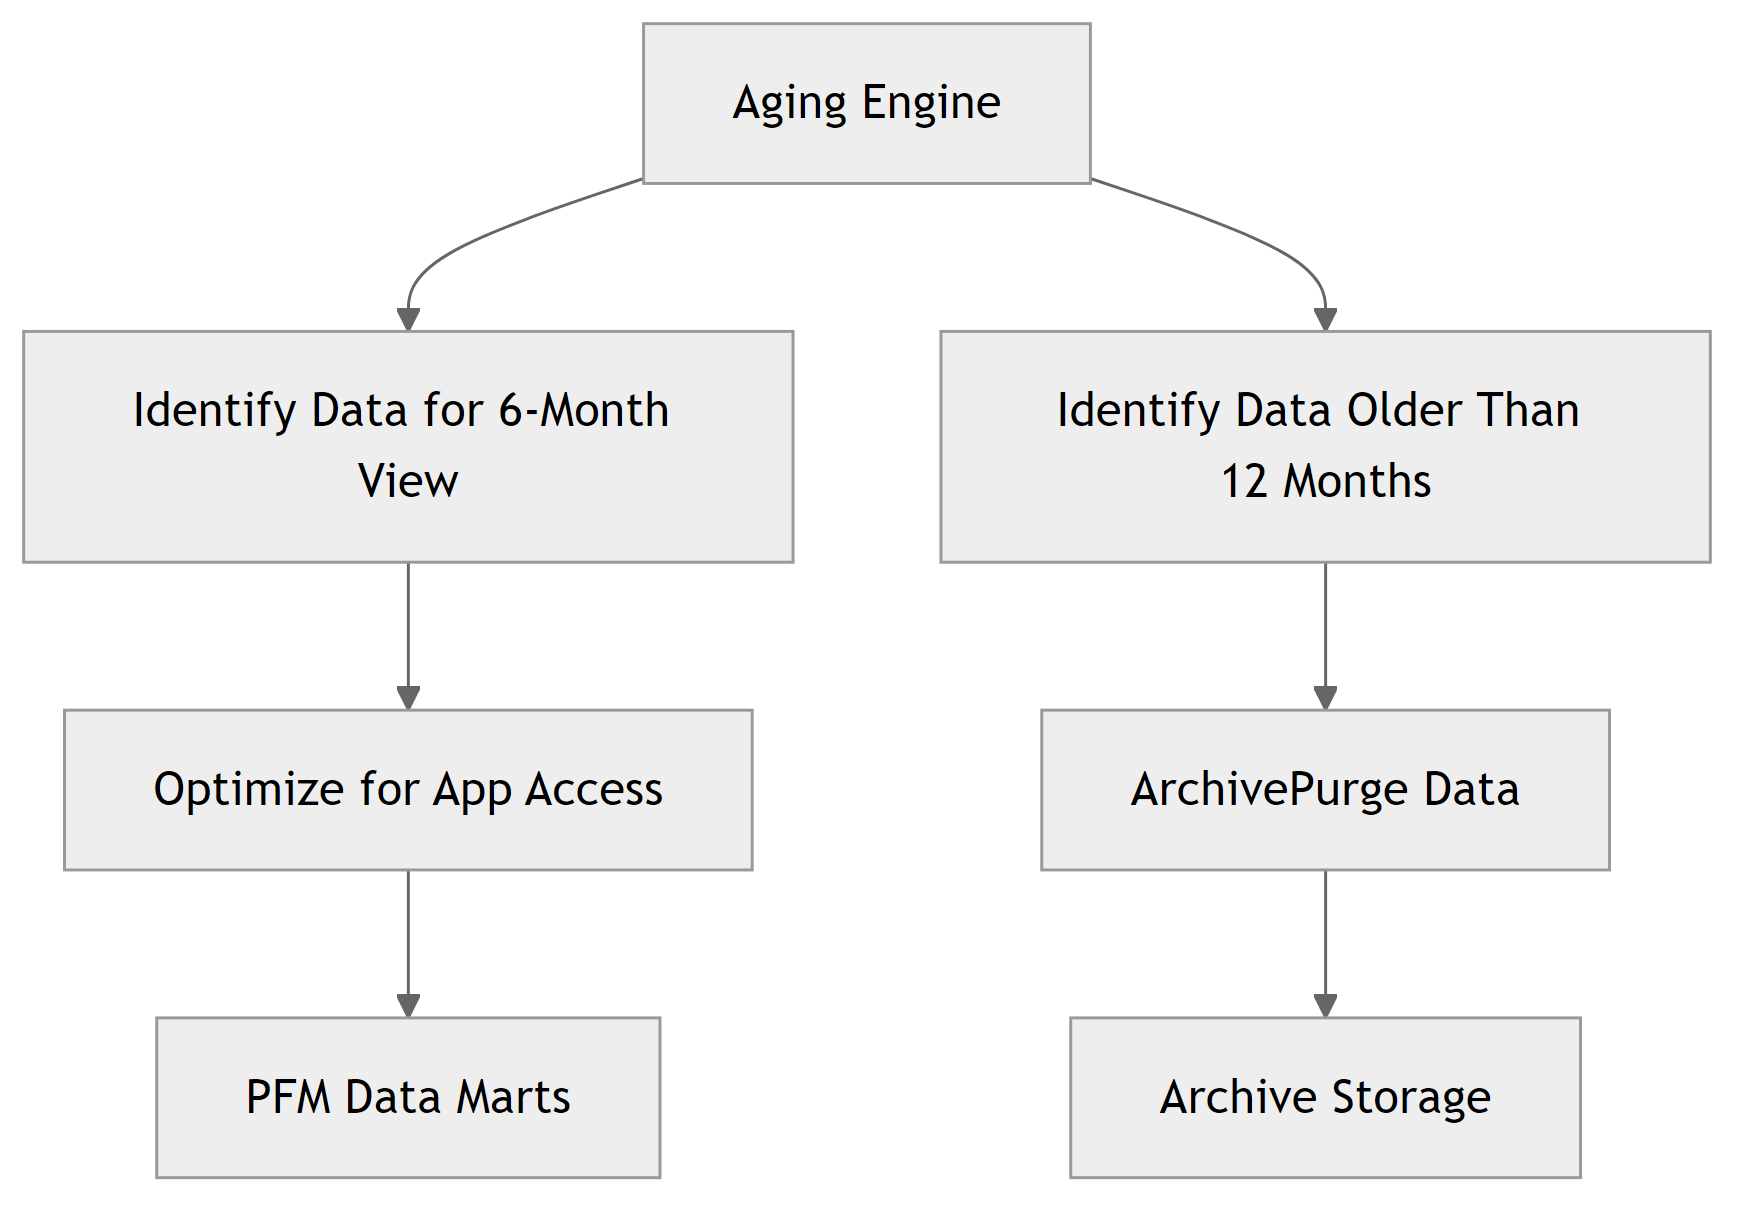 Aging Engine
Identify Data for 6-Month
View
Identify Data Older Than
12 Months
Optimize for App Access
ArchivePurge Data
PFM Data Marts
Archive Storage